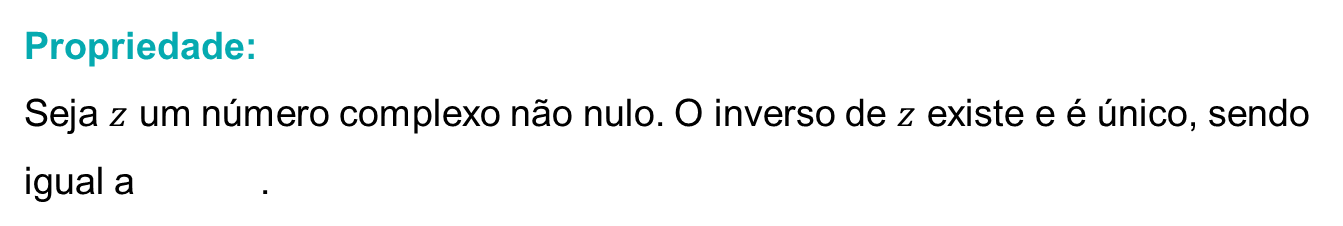 Propriedade:
Seja z um número complexo não nulo. O inverso de z existe e é único, sendo
igual a .